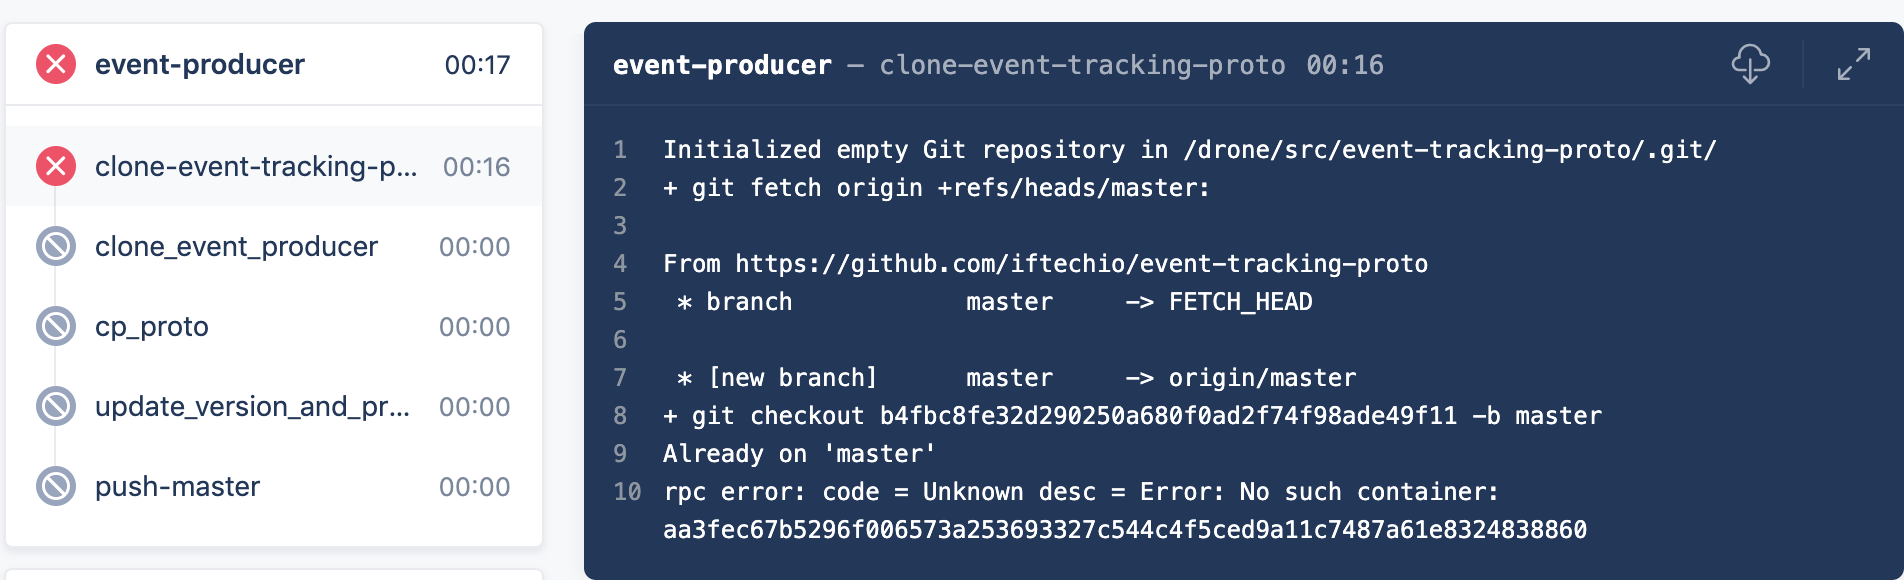 event-producer 00:17
clone-event-tracking-p... 00:16
clone_event_producer 00:00
cp_proto 00:00
update_version_and_pr... 00:00
push-master 00:00
event-producer — clone-event-tracking-proto 00:16
1 Initialized empty Git repository in /drone/src/event-tracking-proto/.git/
2 + git fetch origin +refs/heads/master:
3
4 From https://github.com/iftechio/event-tracking-proto
5 * branch master -> FETCH_HEAD
6
7 * [new branch] master -> origin/master
8 + git checkout b4fbc8fe32d290250a680f0ad2f74f98ade49f11 -b master
9 Already on 'master'
10 rpc error: code = Unknown desc = Error: No such container:
aa3fec67b5296f006573a253693327c544c4f5ced9a11c7487a61e8324838860